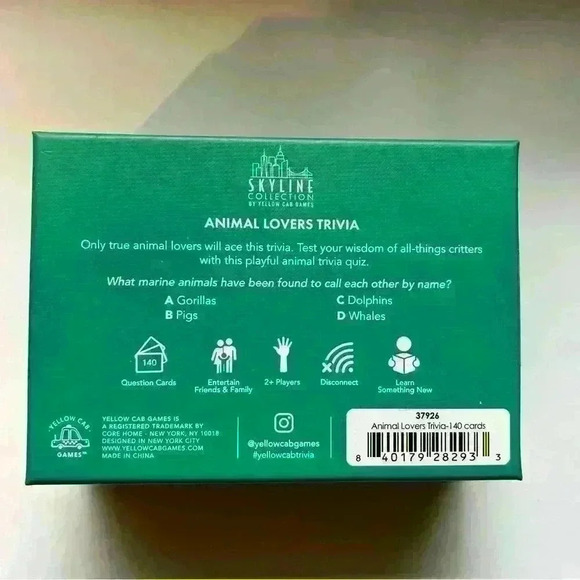 SKYLINE
COLLECTION
BY YELLOW CAB GAMES
ANIMAL LOVERS TRIVIA
Only true animal lovers will ace this trivia. Test your wisdom of all-things critters
with this playful animal trivia quiz.
What marine animals have been found to call each other by name?
A Gorillas
B Pigs
C Dolphins
D Whales
140
Question Cards
Entertain
Friends & Family
2+ Players
Disconnect
Learn
Something New
YELLOW CAB
GAMES™
YELLOW CAB GAMES IS
A REGISTERED TRADEMARK BY
CORE HOME - NEW YORK, NY 10018
DESIGNED IN NEW YORK CITY
WWW.YELLOWCABGAMES.COM
MADE IN CHINA
@yellowcabgames
#yellowcabtrivia
37926
Animal Lovers Trivia-140 cards
8 40179 28293 3